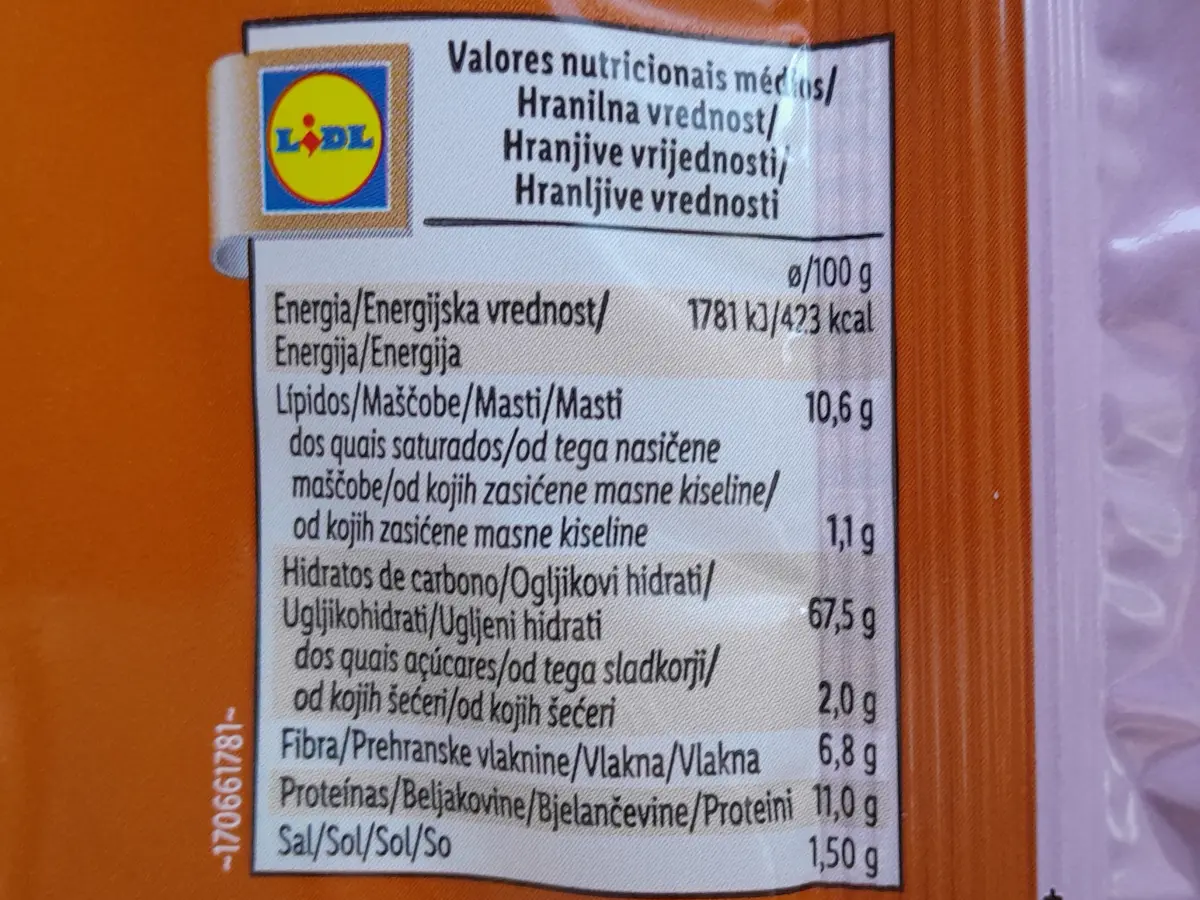 LIDL
Valores nutricionais médios/
Hranilna vrednost/
Hranjive vrijednosti/
Hranljive vrednosti
ø/100 g
Energia/Energijska vrednost/ 1781 kJ/423 kcal
Energija/Energija
Lípidos/Maščobe/Masti/Masti 10,6 g
dos quais saturados/od tega nasičene
maščobe/od kojih zasićene masne kiseline/
od kojih zasićene masne kiseline 1,1 g
Hidratos de carbono/Ogljikovi hidrati/
Ugljikohidrati/Ugljeni hidrati 67,5 g
dos quais açúcares/od tega sladkorji/
od kojih šećeri/od kojih šećeri 2,0 g
Fibra/Prehranske vlaknine/Vlakna/Vlakna 6,8 g
Proteínas/Beljakovine/Bjelančevine/Proteini 11,0 g
Sal/Sol/Sol/So 1,50 g
~170661781~